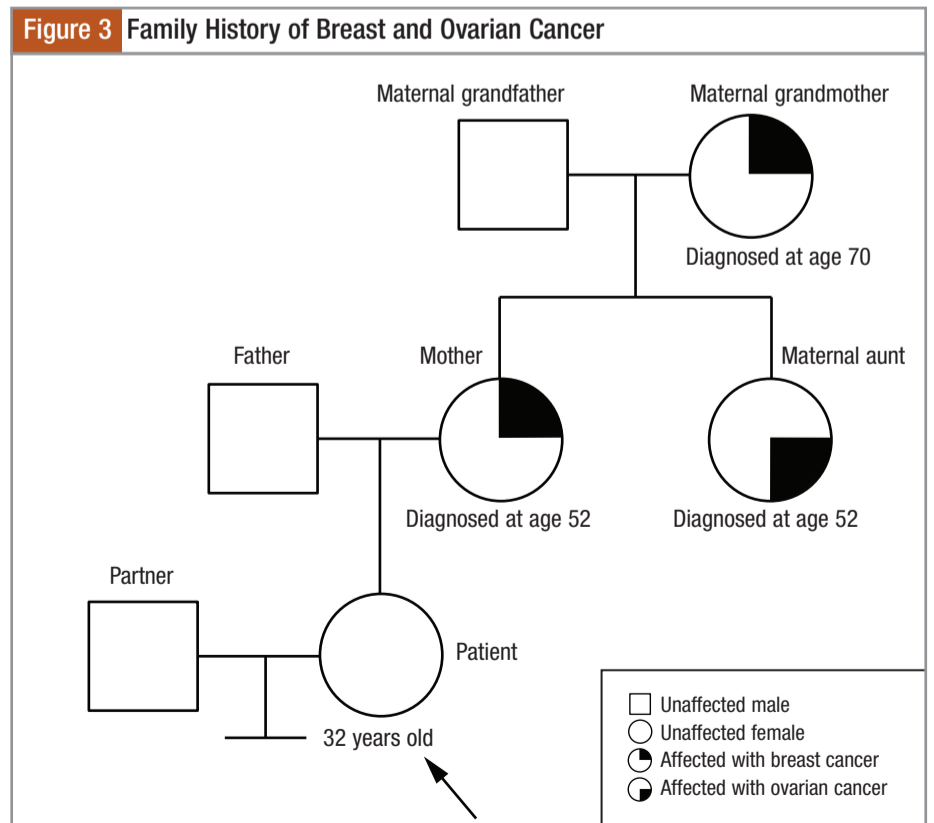 Figure 3 Family History of Breast and Ovarian Cancer
Maternal grandfather
Maternal grandmother
Diagnosed at age 70
Father
Mother
Maternal aunt
Diagnosed at age 52
Diagnosed at age 52
Partner
Patient
32 years old
Unaffected male
Unaffected female
Affected with breast cancer
Affected with ovarian cancer